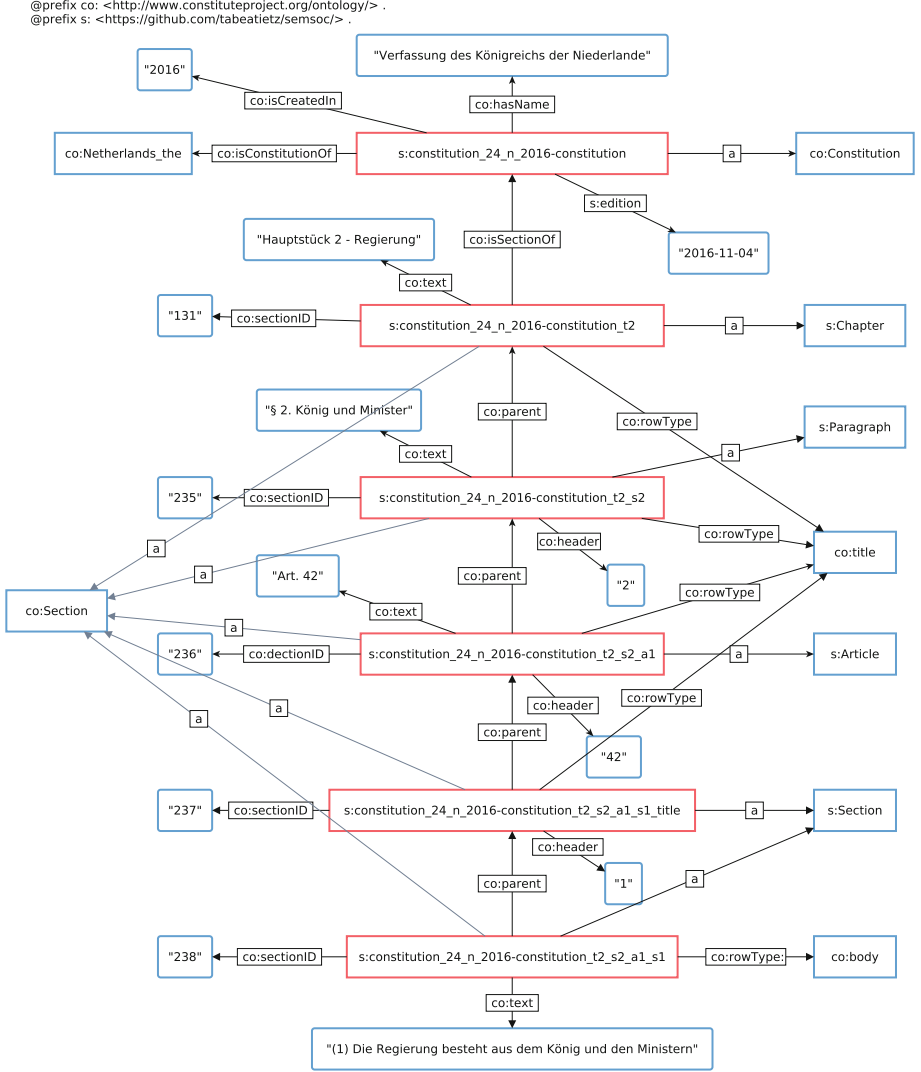 @prefix co: <http://www.constituteproject.org/ontology/> .
@prefix s: <https://github.com/tabeatietz/semsoc/> .
"Verfassung des Königreichs der Niederlande"
"2016"
co:isCreatedIn
co:hasName
co:Netherlands_the
co:isConstitutionOf
s:constitution_24_n_2016-constitution
a
co:Constitution
s:edition
"Hauptstück 2 - Regierung"
co:isSectionOf
"2016-11-04"
co:text
"131"
co:sectionID
s:constitution_24_n_2016-constitution_t2
a
s:Chapter
"§ 2. König und Minister"
co:parent
co:rowType
s:Paragraph
co:text
a
"235"
co:sectionID
s:constitution_24_n_2016-constitution_t2_s2
co:rowType
co:header
a
co:title
a
"Art. 42"
co:parent
"2"
co:rowType
co:Section
co:text
a
"236"
co:dectionID
s:constitution_24_n_2016-constitution_t2_s2_a1
a
s:Article
co:rowType
a
co:header
a
co:parent
"42"
"237"
co:sectionID
s:constitution_24_n_2016-constitution_t2_s2_a1_s1_title
a
s:Section
co:header
co:parent
"1"
a
"238"
co:sectionID
s:constitution_24_n_2016-constitution_t2_s2_a1_s1
co:rowType:
co:body
co:text
"(1) Die Regierung besteht aus dem König und den Ministern"